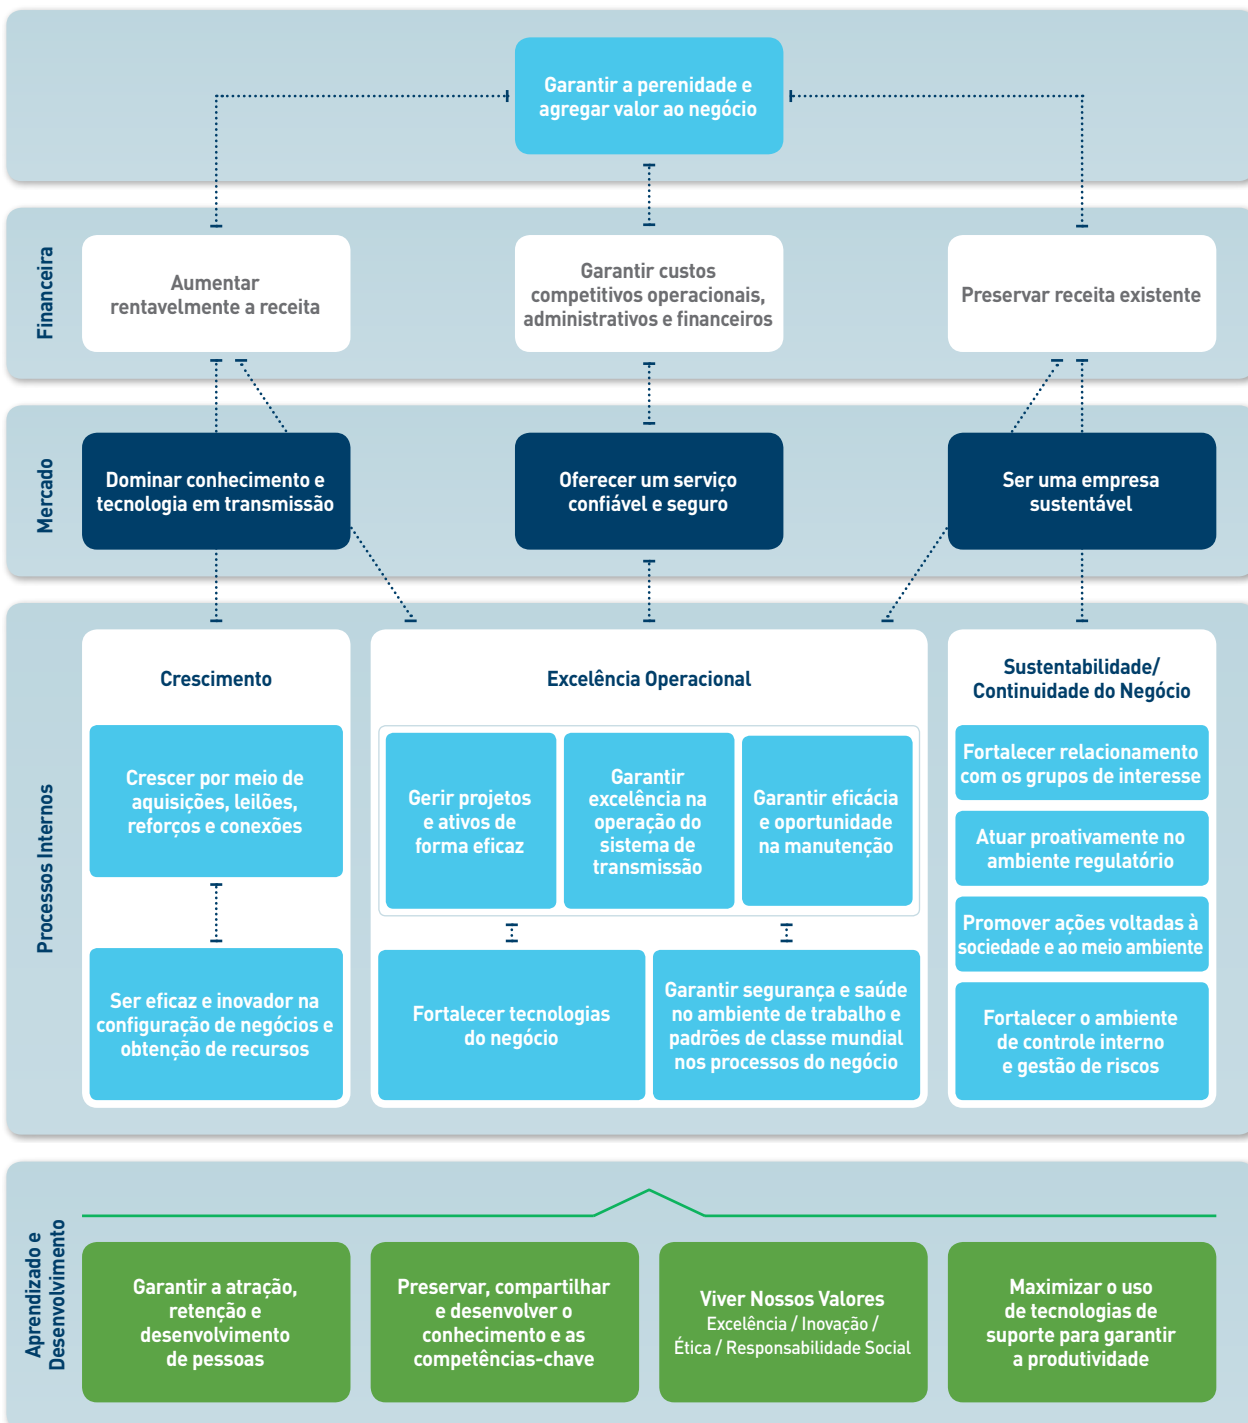 Garantir a perenidade e
agregar valor ao negócio
Financeira
Aumentar
rentavelmente a receita
Garantir custos
competitivos operacionais,
administrativos e financeiros
Preservar receita existente
Mercado
Dominar conhecimento e
tecnologia em transmissão
Oferecer um serviço
confiável e seguro
Ser uma empresa
sustentável
Processos Internos
Crescimento
Crescer por meio de
aquisições, leilões,
reforços e conexões
Ser eficaz e inovador na
configuração de negócios e
obtenção de recursos
Excelência Operacional
Gerir projetos
e ativos de
forma eficaz
Garantir
excelência na
operação do
sistema de
transmissão
Garantir eficácia
e oportunidade
na manutenção
Fortalecer tecnologias
do negócio
Garantir segurança e saúde
no ambiente de trabalho e
padrões de classe mundial
nos processos do negócio
Sustentabilidade/
Continuidade do Negócio
Fortalecer relacionamento
com os grupos de interesse
Atuar proativamente no
ambiente regulatório
Promover ações voltadas à
sociedade e ao meio ambiente
Fortalecer o ambiente
de controle interno
e gestão de riscos
Aprendizado e
Desenvolvimento
Garantir a atração,
retenção e
desenvolvimento
de pessoas
Preservar, compartilhar
e desenvolver o
conhecimento e as
competências-chave
Viver Nossos Valores
Excelência / Inovação /
Ética / Responsabilidade Social
Maximizar o uso
de tecnologias de
suporte para garantir
a produtividade